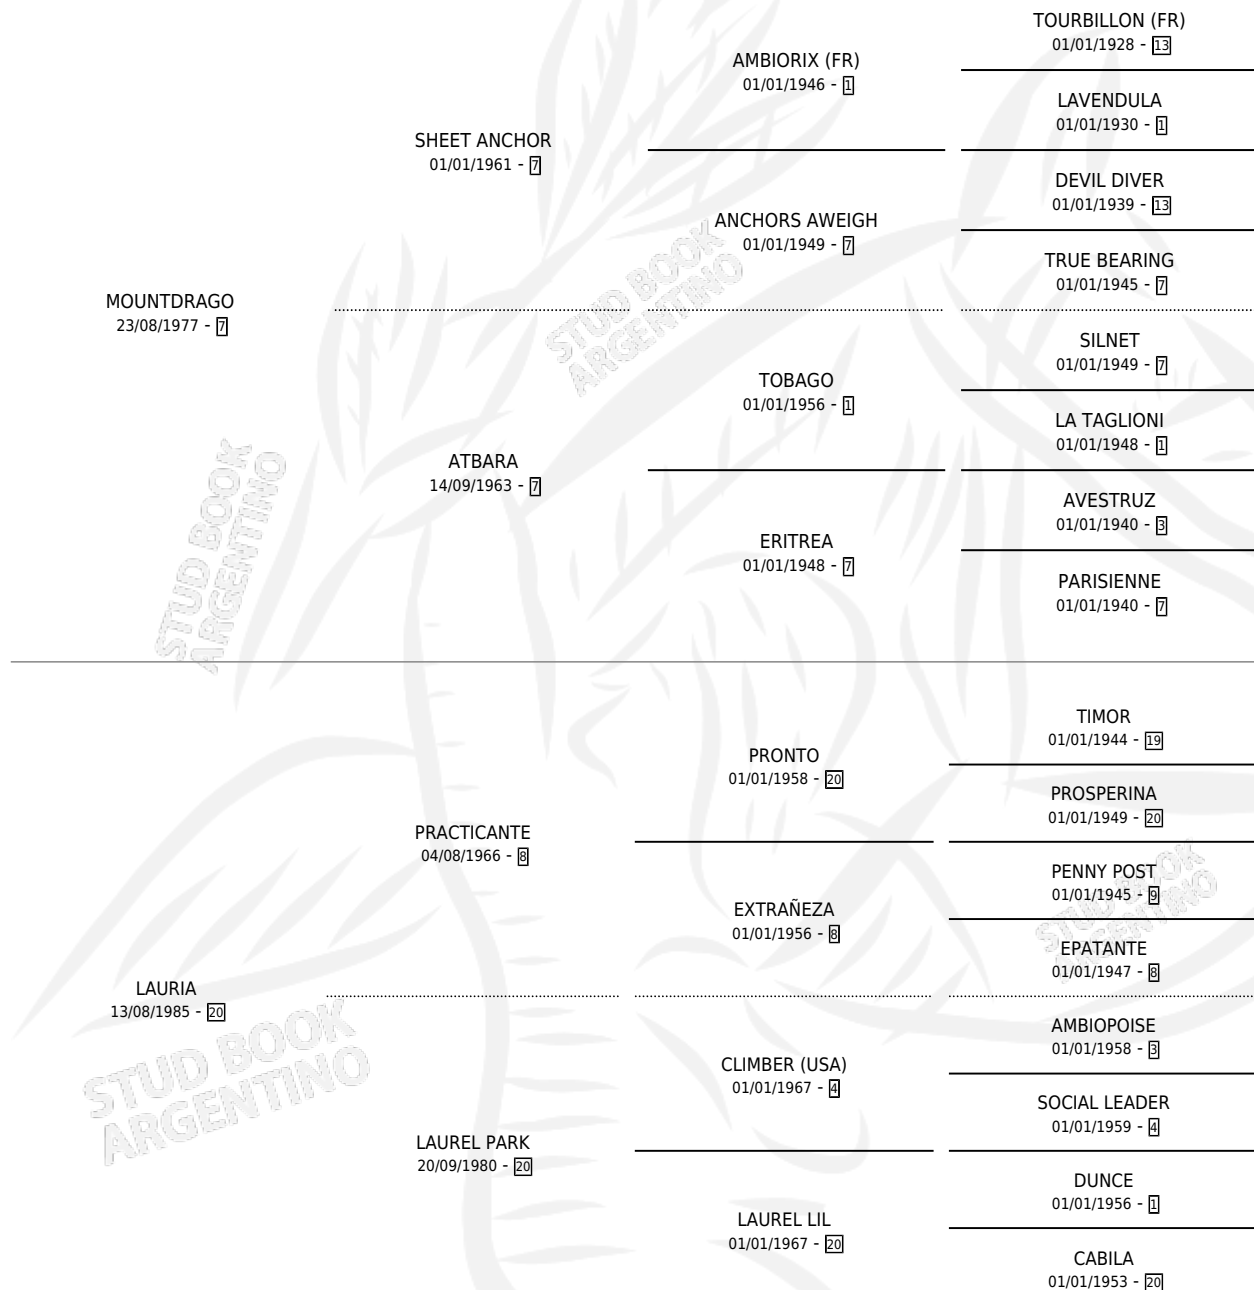 TOURBILLON (FR)
01/01/1928 - 13
AMBIORIX (FR)
01/01/1946 - 1
LAVENDULA
01/01/1930 - 1
SHEET ANCHOR
01/01/1961 - 7
DEVIL DIVER
01/01/1939 - 13
ANCHORS AWEIGH
01/01/1949 - 7
TRUE BEARING
01/01/1945 - 7
MOUNTDRAGO
23/08/1977 - 7
STUD BOOK
ARGENTINO
SILNET
01/01/1949 - 7
TOBAGO
01/01/1956 - 1
LA TAGLIONI
01/01/1948 - 1
ATBARA
14/09/1963 - 7
AVESTRUZ
01/01/1940 - 3
ERITREA
01/01/1948 - 7
PARISIENNE
01/01/1940 - 7
STUD BOOK
ARGENTINO
TIMOR
01/01/1944 - 19
PRONTO
01/01/1958 - 20
PROSPERINA
01/01/1949 - 20
PRACTICANTE
04/08/1966 - 8
PENNY POST
01/01/1945 - 9
EXTRAÑEZA
01/01/1956 - 8
EPATANTE
01/01/1947 - 8
STUD BOOK
ARGENTINO
LAURIA
13/08/1985 - 20
AMBIOPOISE
01/01/1958 - 3
CLIMBER (USA)
01/01/1967 - 4
SOCIAL LEADER
01/01/1959 - 4
STUD BOOK
ARGENTINO
LAUREL PARK
20/09/1980 - 20
DUNCE
01/01/1956 - 1
LAUREL LIL
01/01/1967 - 20
CABILA
01/01/1953 - 20